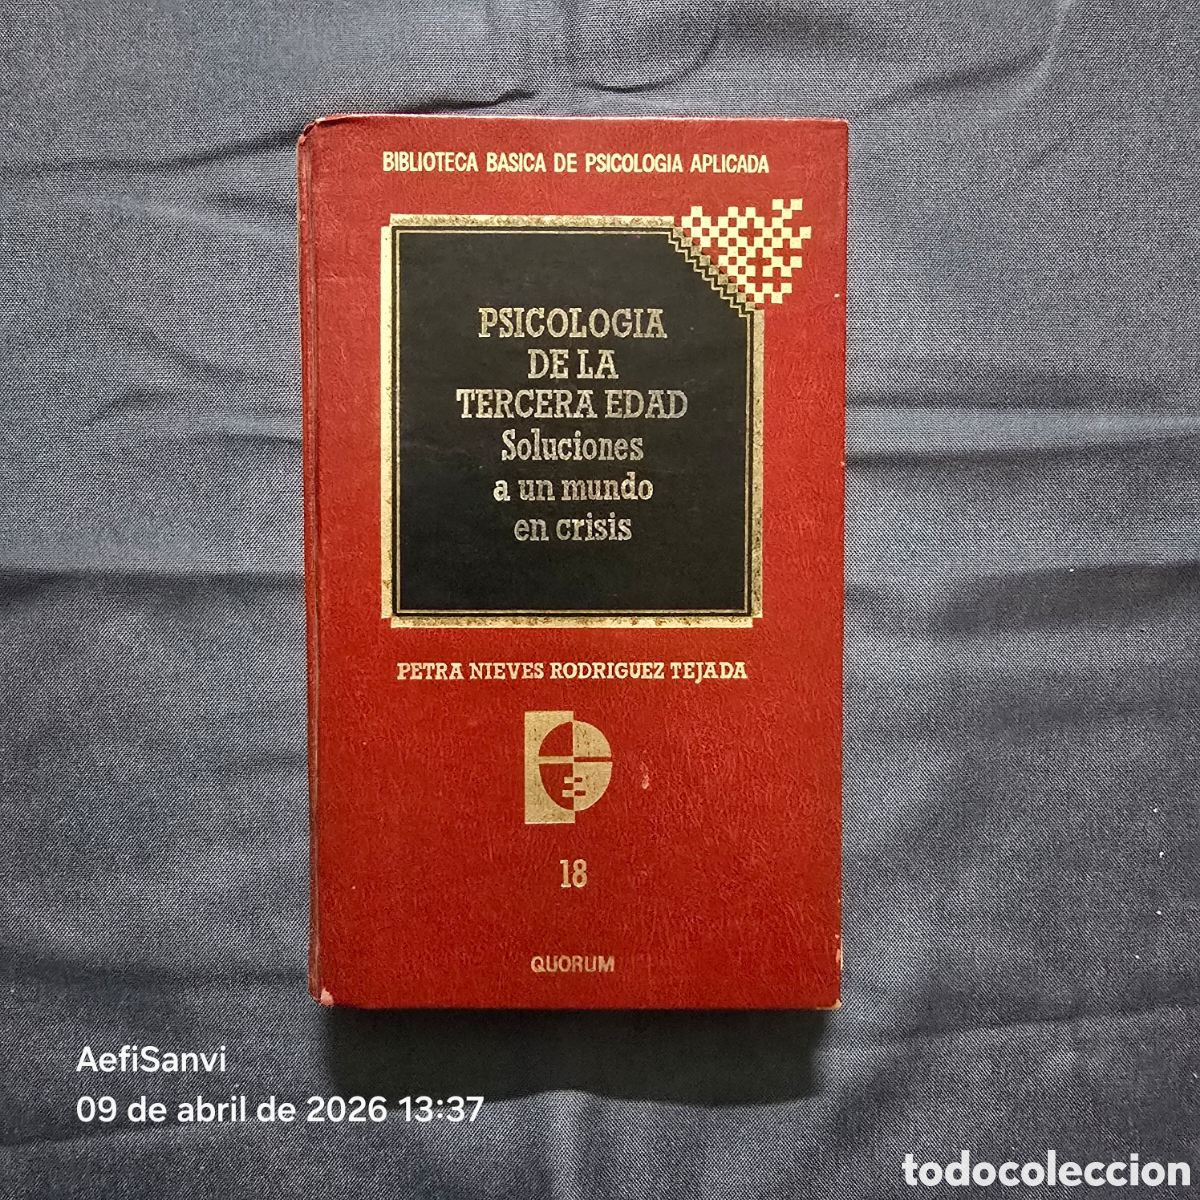 BIBLIOTECA BASICA DE PSICOLOGIA APLICADA
PSICOLOGIA
DE LA
TERCERA EDAD
Soluciones
a un mundo
en crisis
PETRA NIEVES RODRIGUEZ TEJADA
18
QUORUM
AefiSanvi
09 de abril de 2026 13:37
todocoleccion